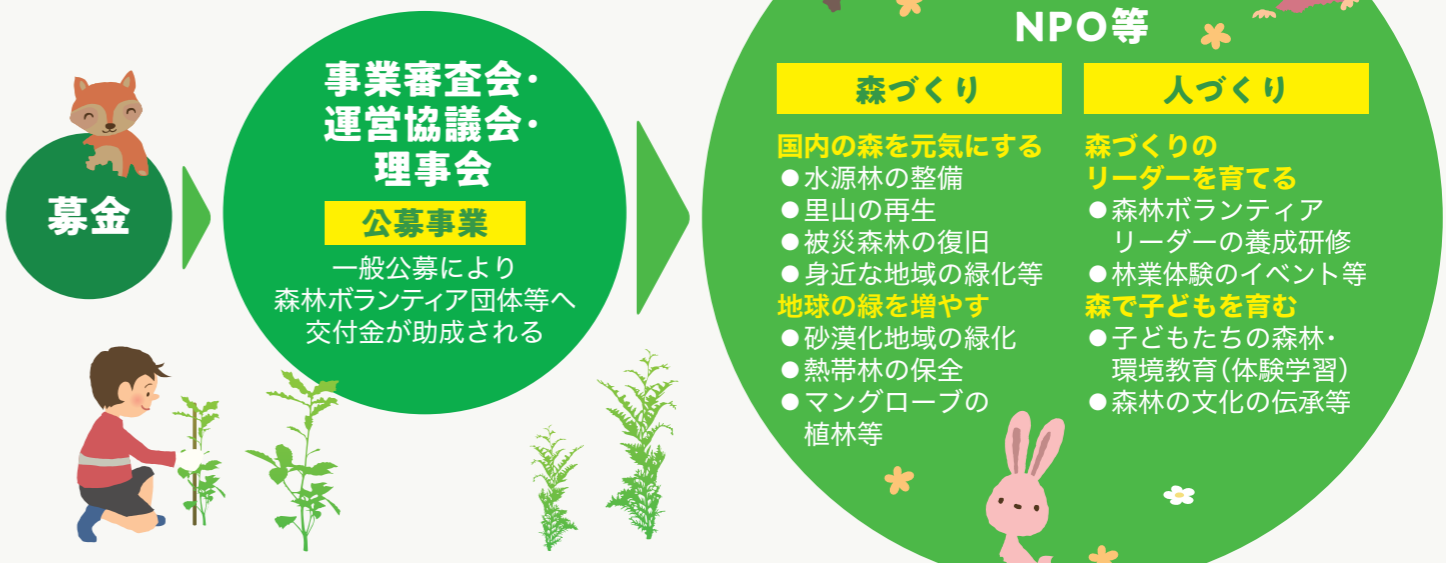 募金
事業審査会・
運営協議会・
理事会
公募事業
一般公募により
森林ボランティア団体等へ
交付金が助成される
NPO等
森づくり
国内の森を元気にする
●水源林の整備
●里山の再生
●被災森林の復旧
●身近な地域の緑化等
地球の緑を増やす
●砂漠化地域の緑化
●熱帯林の保全
●マングローブの
植林等
人づくり
森づくりの
リーダーを育てる
●森林ボランティア
リーダーの養成研修
●林業体験のイベント等
森で子どもを育む
●子どもたちの森林・
環境教育(体験学習)
●森林の文化の伝承等